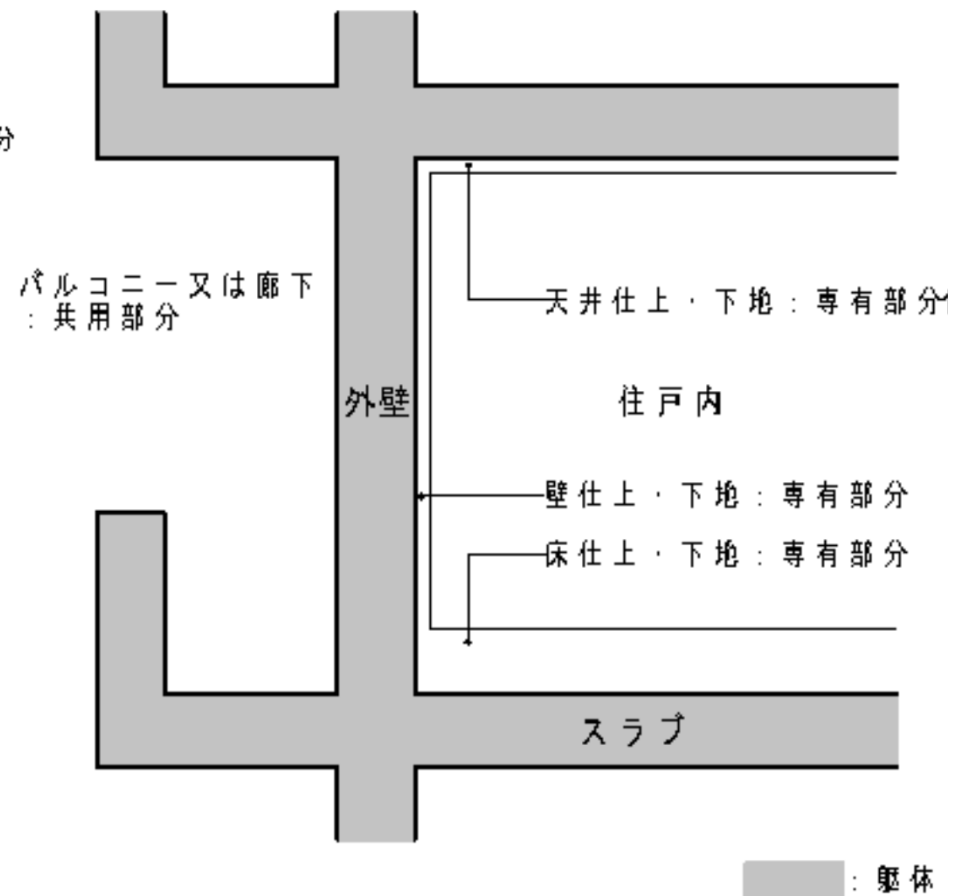 分
バルコニー又は廊下
：共用部分
天井仕上・下地：専有部分
外壁
住戸内
壁仕上・下地：専有部分
床仕上・下地：専有部分
スラブ
：躯体